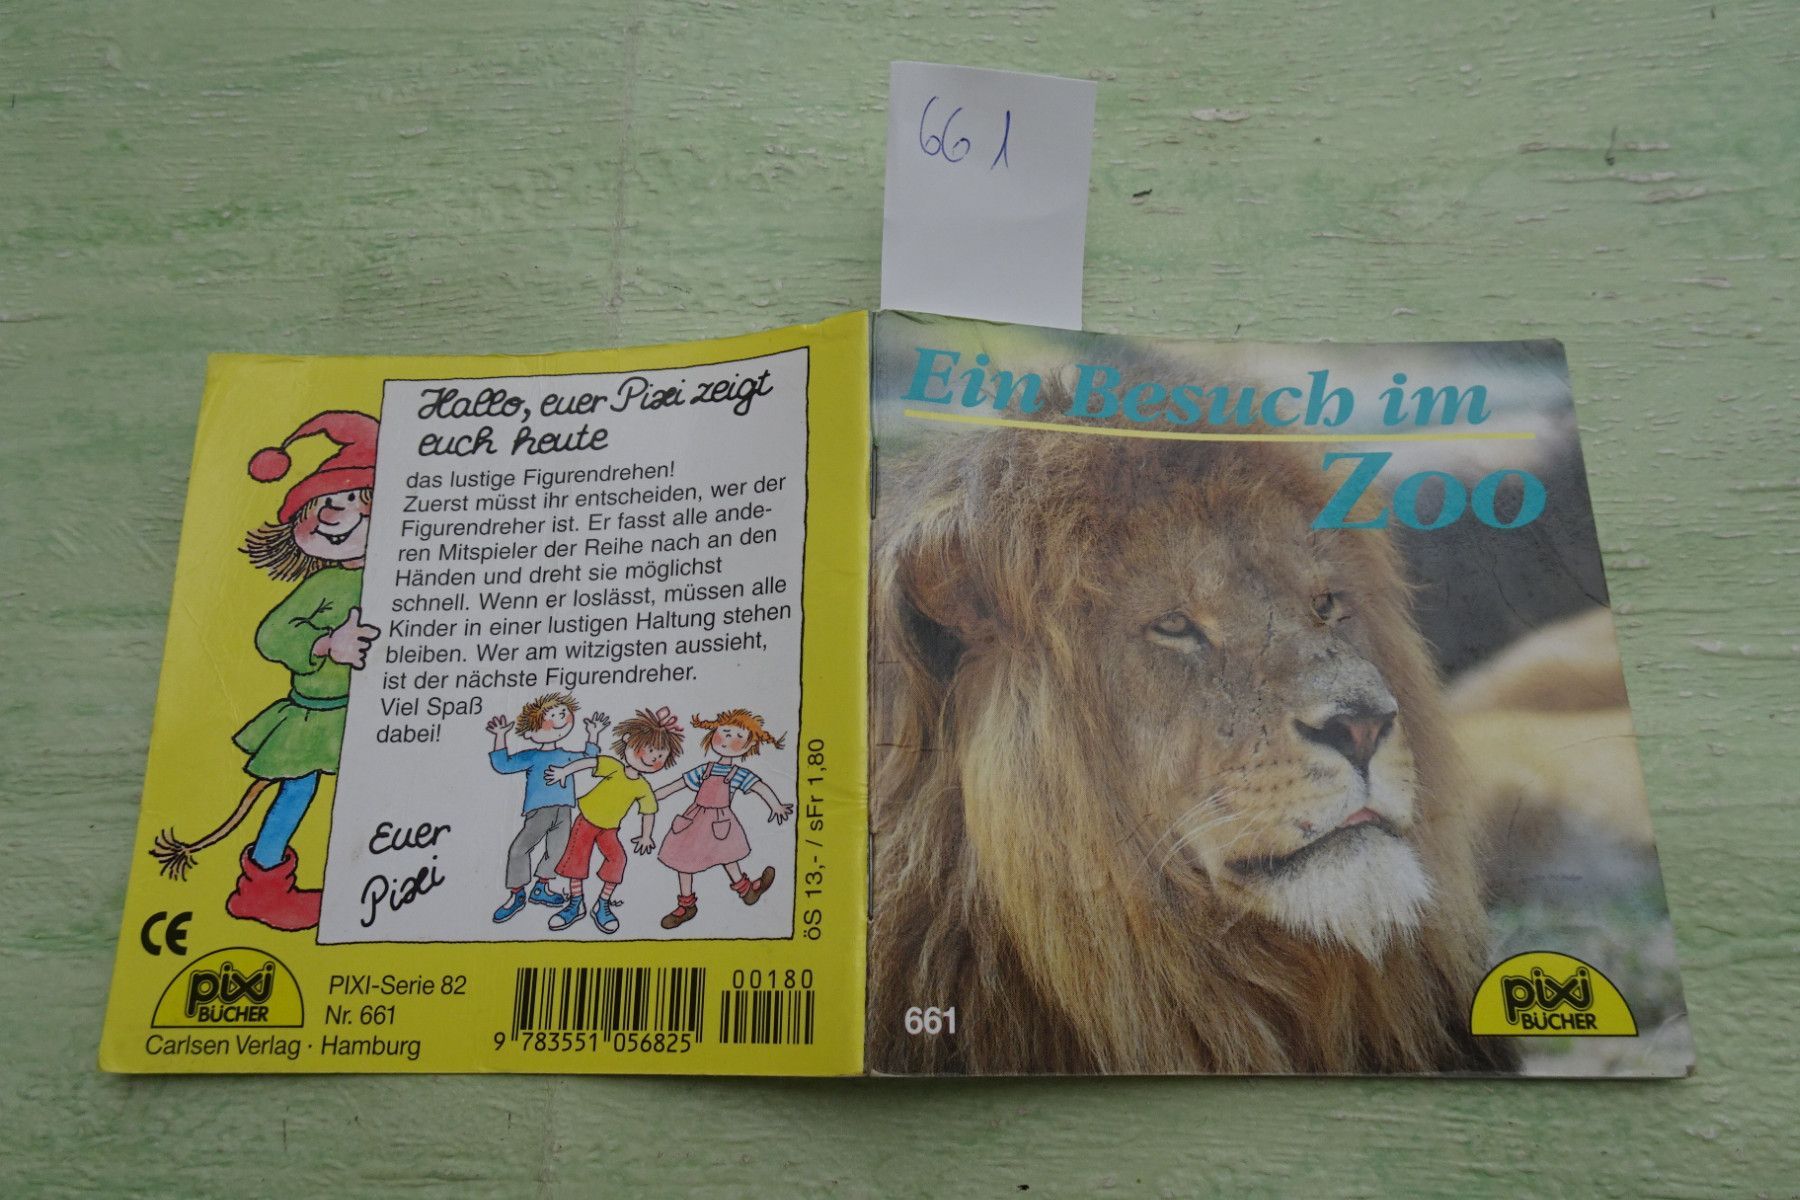 661
Hallo, euer Pixi zeigt
euch heute
das lustige Figurendrehen!
Zuerst müsst ihr entscheiden, wer der
Figurendreher ist. Er fasst alle ande-
ren Mitspieler der Reihe nach an den
Händen und dreht sie möglichst
schnell. Wenn er loslässt, müssen alle
Kinder in einer lustigen Haltung stehen
bleiben. Wer am witzigsten aussieht,
ist der nächste Figurendreher.
Viel Spaß
dabei!
Euer
Pixi
öS 13,- / sFr 1,80
CE
pixi
BÜCHER
PIXI-Serie 82
Nr. 661
Carlsen Verlag · Hamburg
00180
9 783551 056825
Ein Besuch im
Zoo
661
pixi
BÜCHER